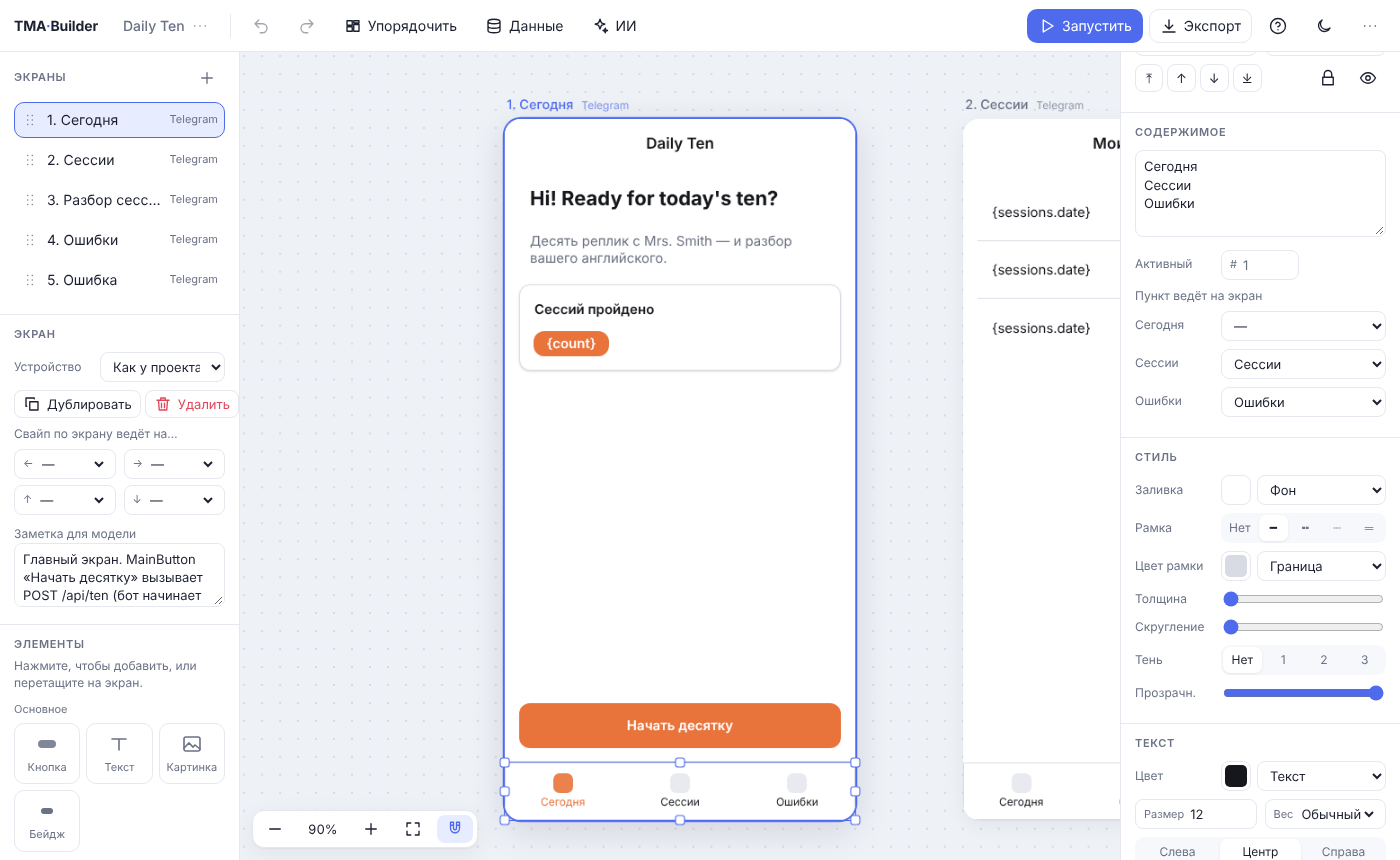 TMA·Builder
Daily Ten
Упорядочить
Данные
ИИ
Запустить
Экспорт
ЭКРАНЫ
1. Сегодня Telegram
2. Сессии Telegram
3. Разбор сесс... Telegram
4. Ошибки Telegram
5. Ошибка Telegram
ЭКРАН
Устройство Как у проекта
Дублировать Удалить
Свайп по экрану ведёт на...
← — → —
↑ — ↓ —
Заметка для модели
Главный экран. MainButton
«Начать десятку» вызывает
POST /api/ten (бот начинает
ЭЛЕМЕНТЫ
Нажмите, чтобы добавить, или
перетащите на экран.
Основное
Кнопка Текст Картинка
Бейдж
1. Сегодня Telegram
Daily Ten
Hi! Ready for today's ten?
Десять реплик с Mrs. Smith — и разбор
вашего английского.
Сессий пройдено
{count}
Начать десятку
Сегодня Сессии Ошибки
90%
2. Сессии Telegram
Мои
{sessions.date}
{sessions.date}
{sessions.date}
Сегодня
СОДЕРЖИМОЕ
Сегодня
Сессии
Ошибки
Активный # 1
Пункт ведёт на экран
Сегодня —
Сессии Сессии
Ошибки Ошибки
СТИЛЬ
Заливка Фон
Рамка Нет
Цвет рамки Граница
Толщина
Скругление
Тень Нет 1 2 3
Прозрачн.
ТЕКСТ
Цвет Текст
Размер 12 Вес Обычный
Слева Центр Справа